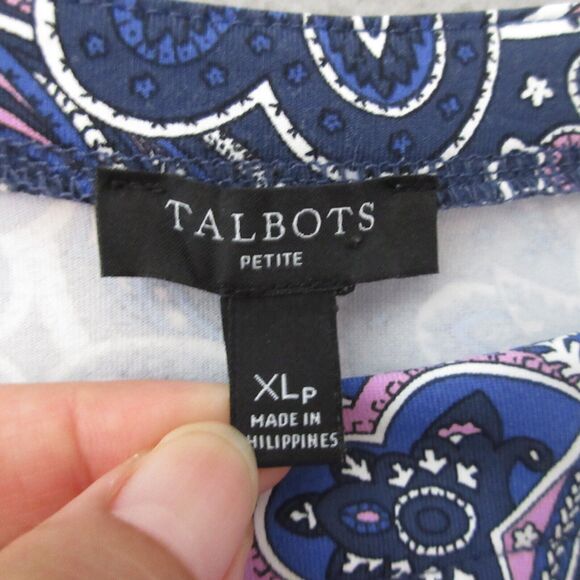 TALBOTS
PETITE
XLP
MADE IN
HILIPPINES